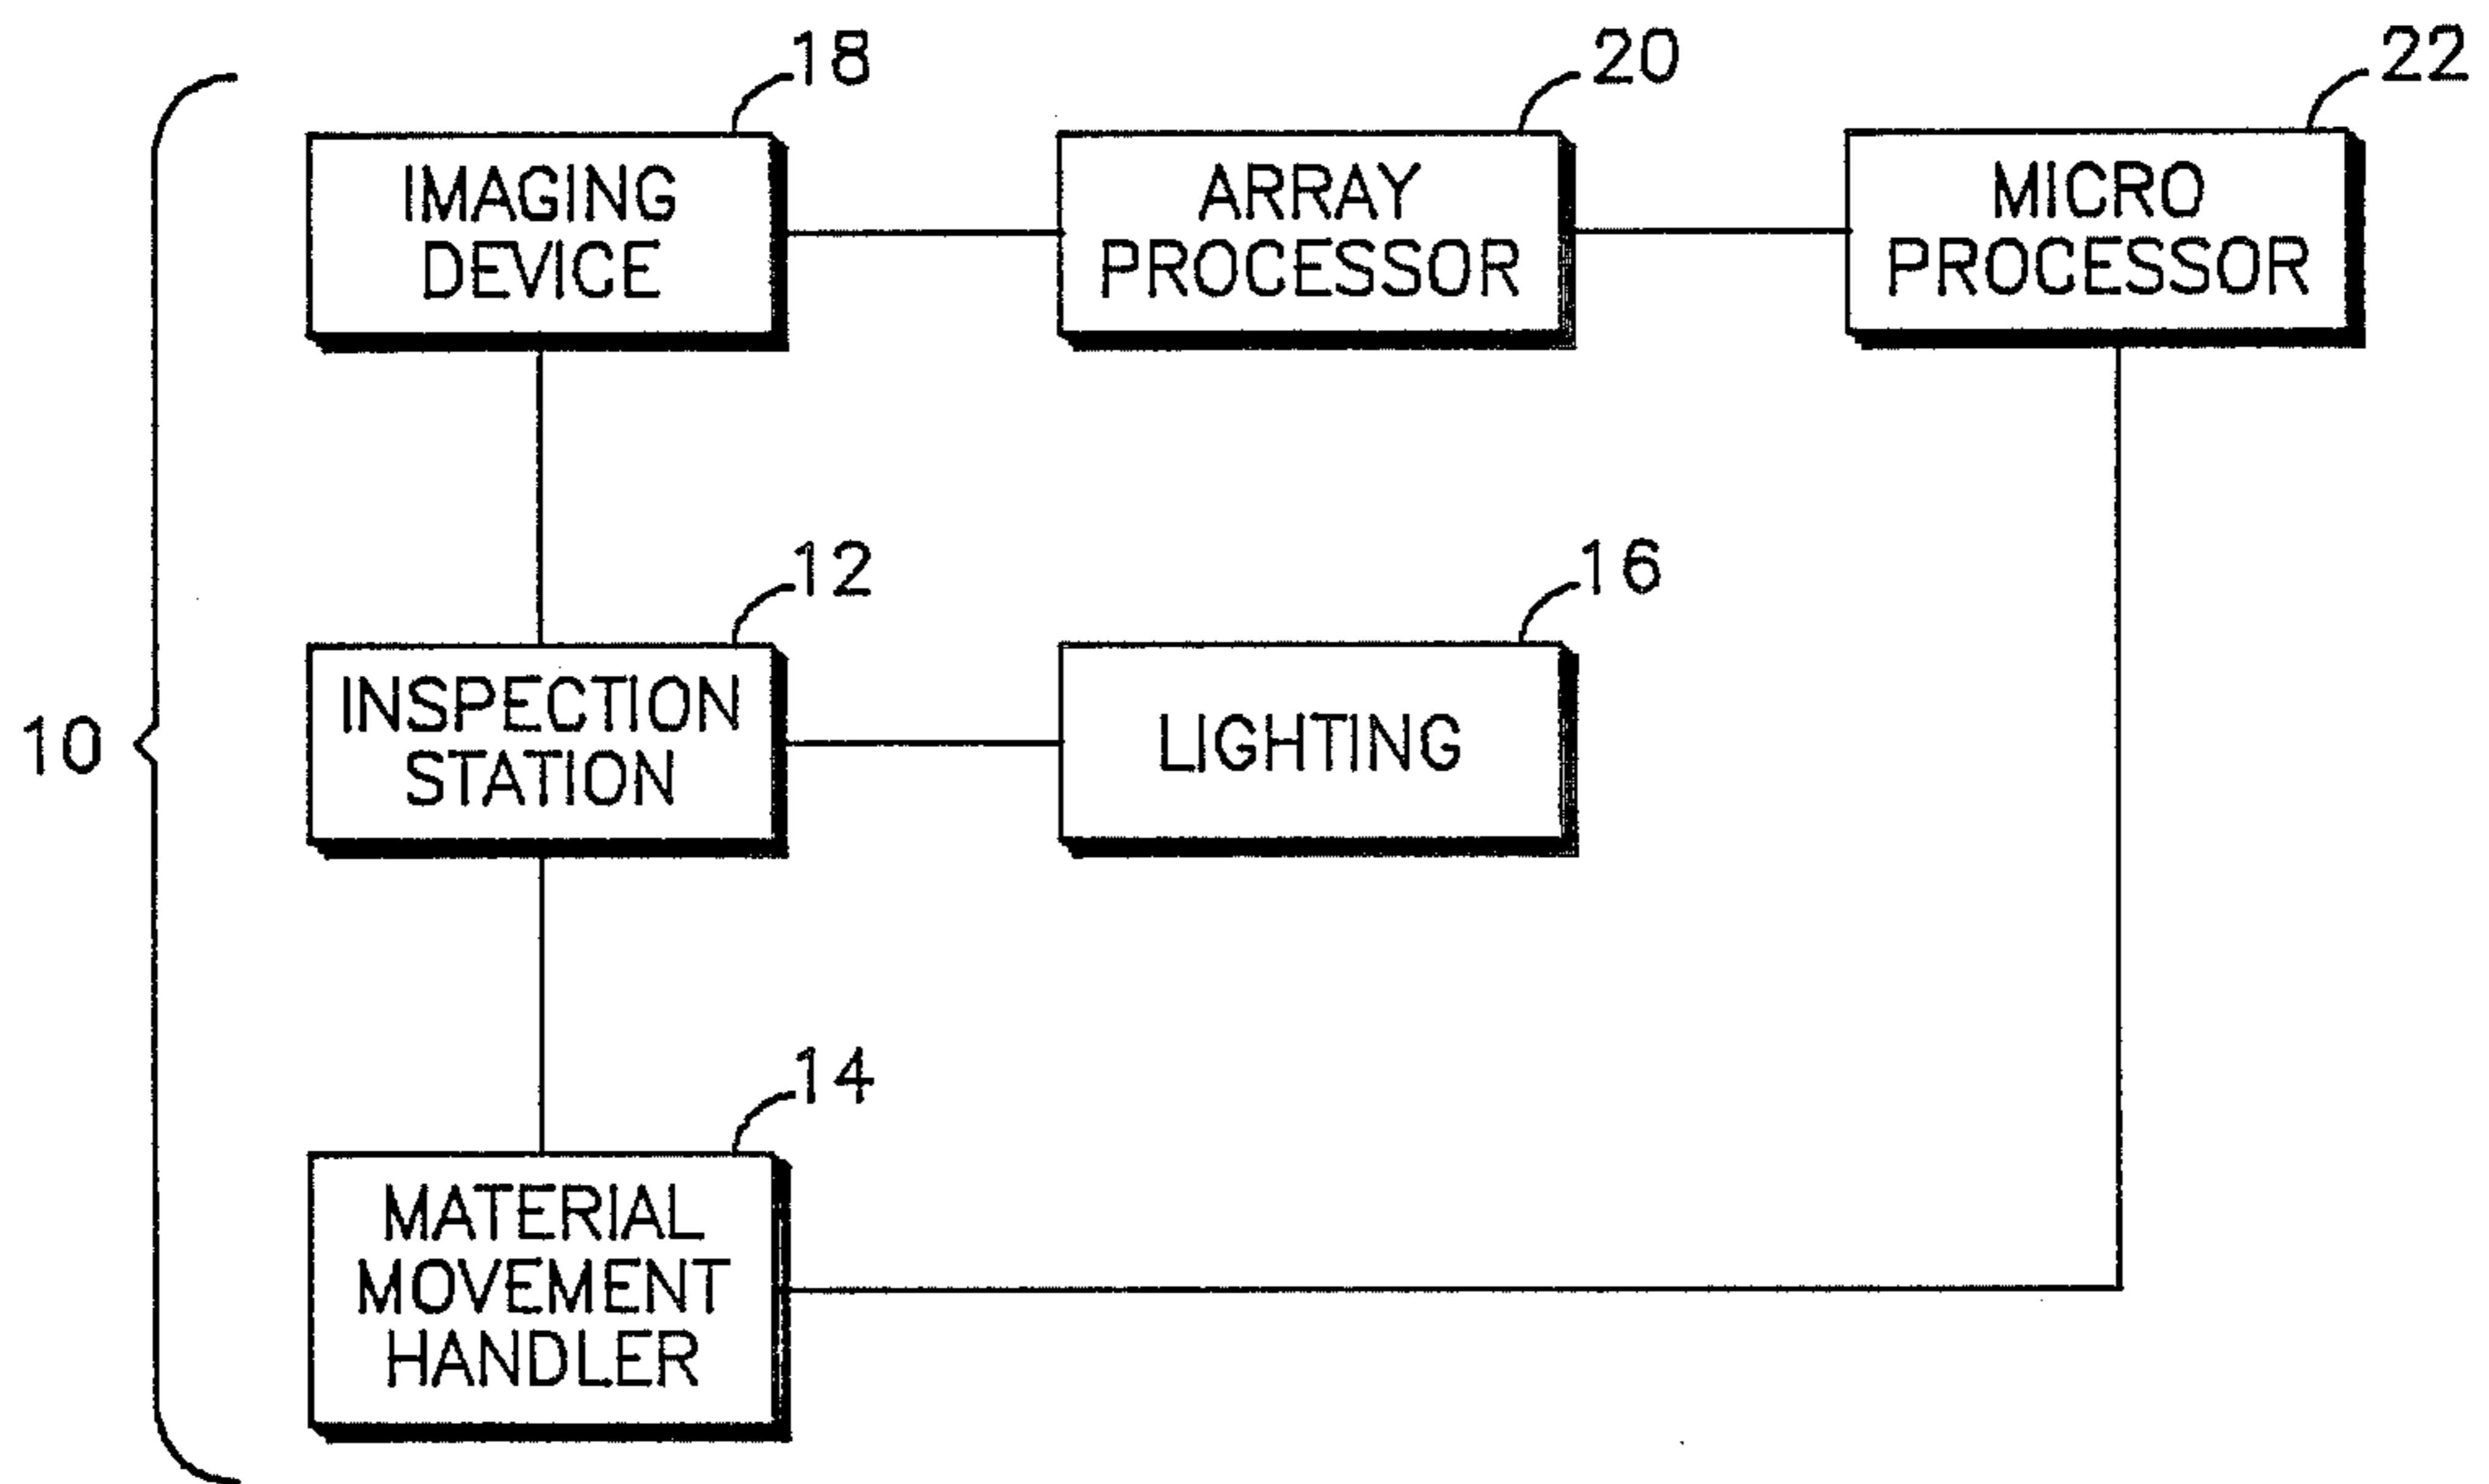 18
20
22
IMAGING
DEVICE
ARRAY
PROCESSOR
MICRO
PROCESSOR
12
16
10
INSPECTION
STATION
LIGHTING
14
MATERIAL
MOVEMENT
HANDLER